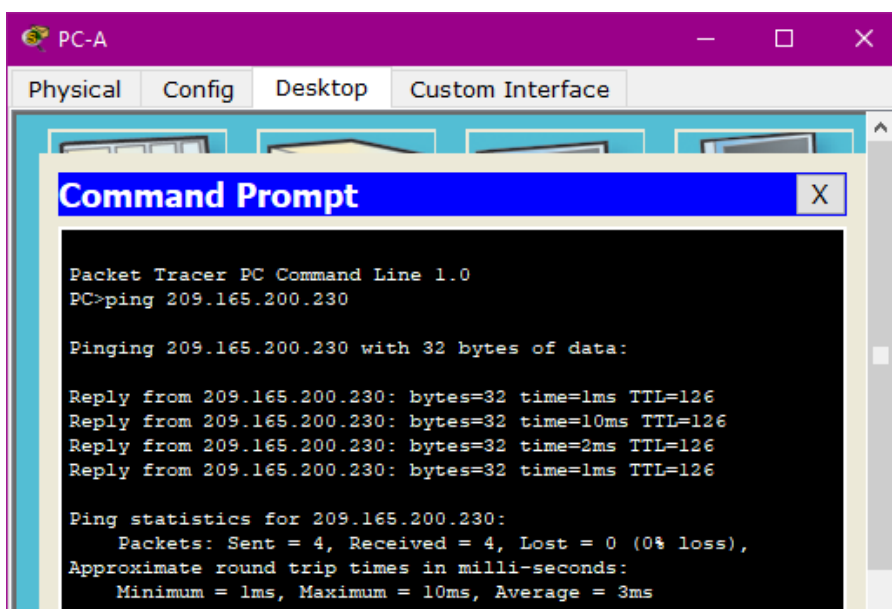 PC-A
Physical Config Desktop Custom Interface
Command Prompt X
Packet Tracer PC Command Line 1.0
PC>ping 209.165.200.230
Pinging 209.165.200.230 with 32 bytes of data:
Reply from 209.165.200.230: bytes=32 time=1ms TTL=126
Reply from 209.165.200.230: bytes=32 time=10ms TTL=126
Reply from 209.165.200.230: bytes=32 time=2ms TTL=126
Reply from 209.165.200.230: bytes=32 time=1ms TTL=126
Ping statistics for 209.165.200.230:
Packets: Sent = 4, Received = 4, Lost = 0 (0% loss),
Approximate round trip times in milli-seconds:
Minimum = 1ms, Maximum = 10ms, Average = 3ms